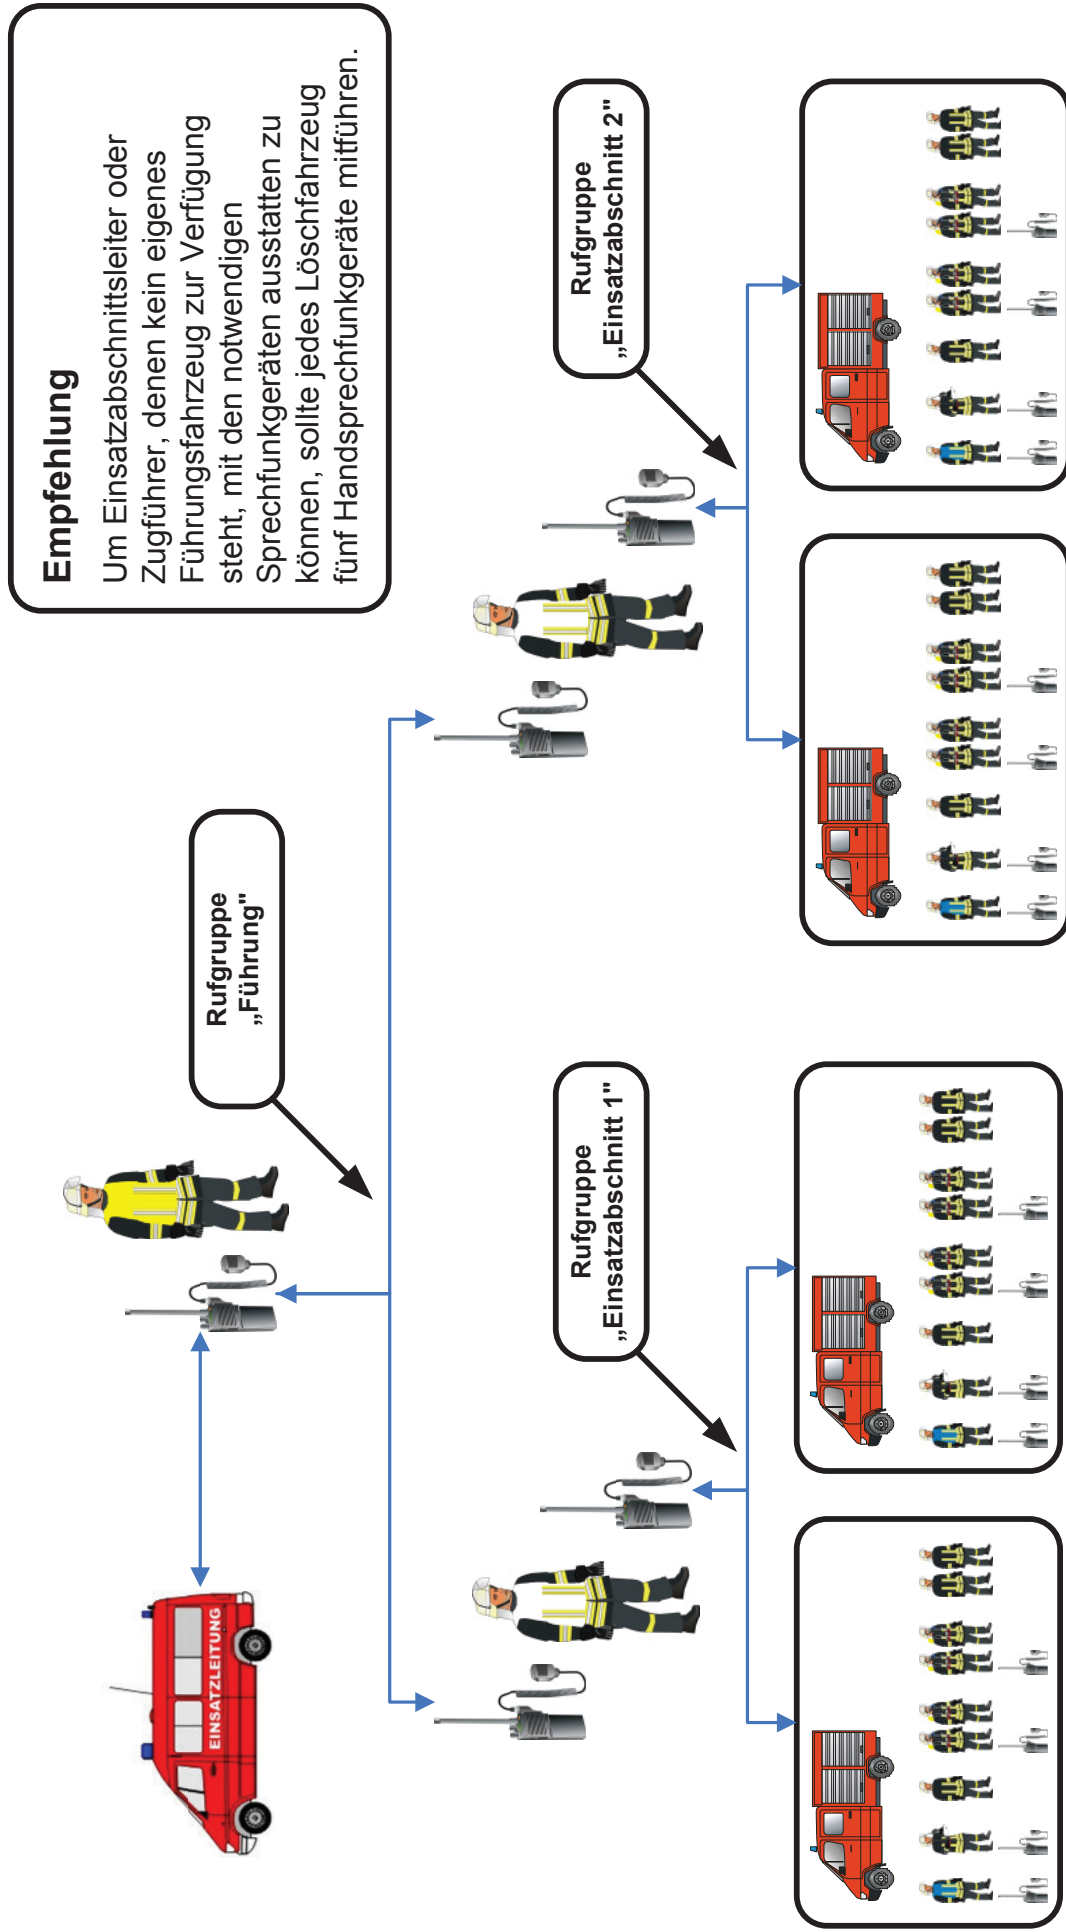 EINSATZLEITUNG
Rufgruppe
„Führung"
Empfehlung
Um Einsatzabschnittsleiter oder
Zugführer, denen kein eigenes
Führungsfahrzeug zur Verfügung
steht, mit den notwendigen
Sprechfunkgeräten ausstatten zu
können, sollte jedes Löschfahrzeug
fünf Handsprechfunkgeräte mitführen.
Rufgruppe
„Einsatzabschnitt 1"
Rufgruppe
„Einsatzabschnitt 2"